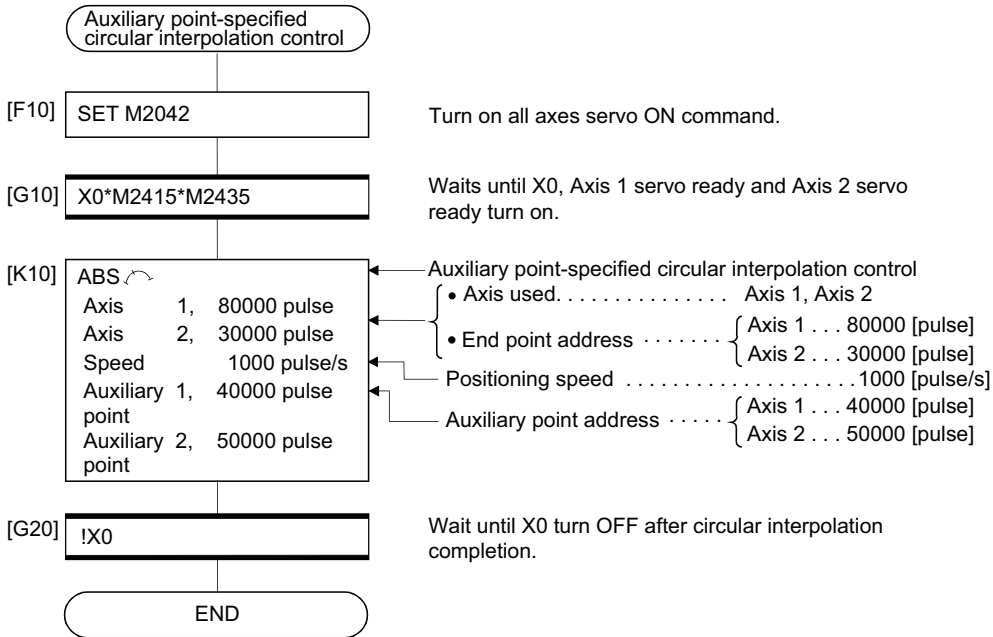 Auxiliary point-specified
circular interpolation control
[F10] SET M2042
Turn on all axes servo ON command.
[G10] X0*M2415*M2435
Waits until X0, Axis 1 servo ready and Axis 2 servo
ready turn on.
[K10] ABS
Axis 1, 80000 pulse
Axis 2, 30000 pulse
Speed 1000 pulse/s
Auxiliary 1, 40000 pulse
point
Auxiliary 2, 50000 pulse
point
Auxiliary point-specified circular interpolation control
• Axis used. . . . . . . . . . . . . . . Axis 1, Axis 2
• End point address . . . . . . . Axis 1 . . . 80000 [pulse]
Axis 2 . . . 30000 [pulse]
Positioning speed . . . . . . . . . . . . . . . . . . . . .1000 [pulse/s]
Auxiliary point address . . . . . Axis 1 . . . 40000 [pulse]
Axis 2 . . . 50000 [pulse]
[G20] !X0
Wait until X0 turn OFF after circular interpolation
completion.
END